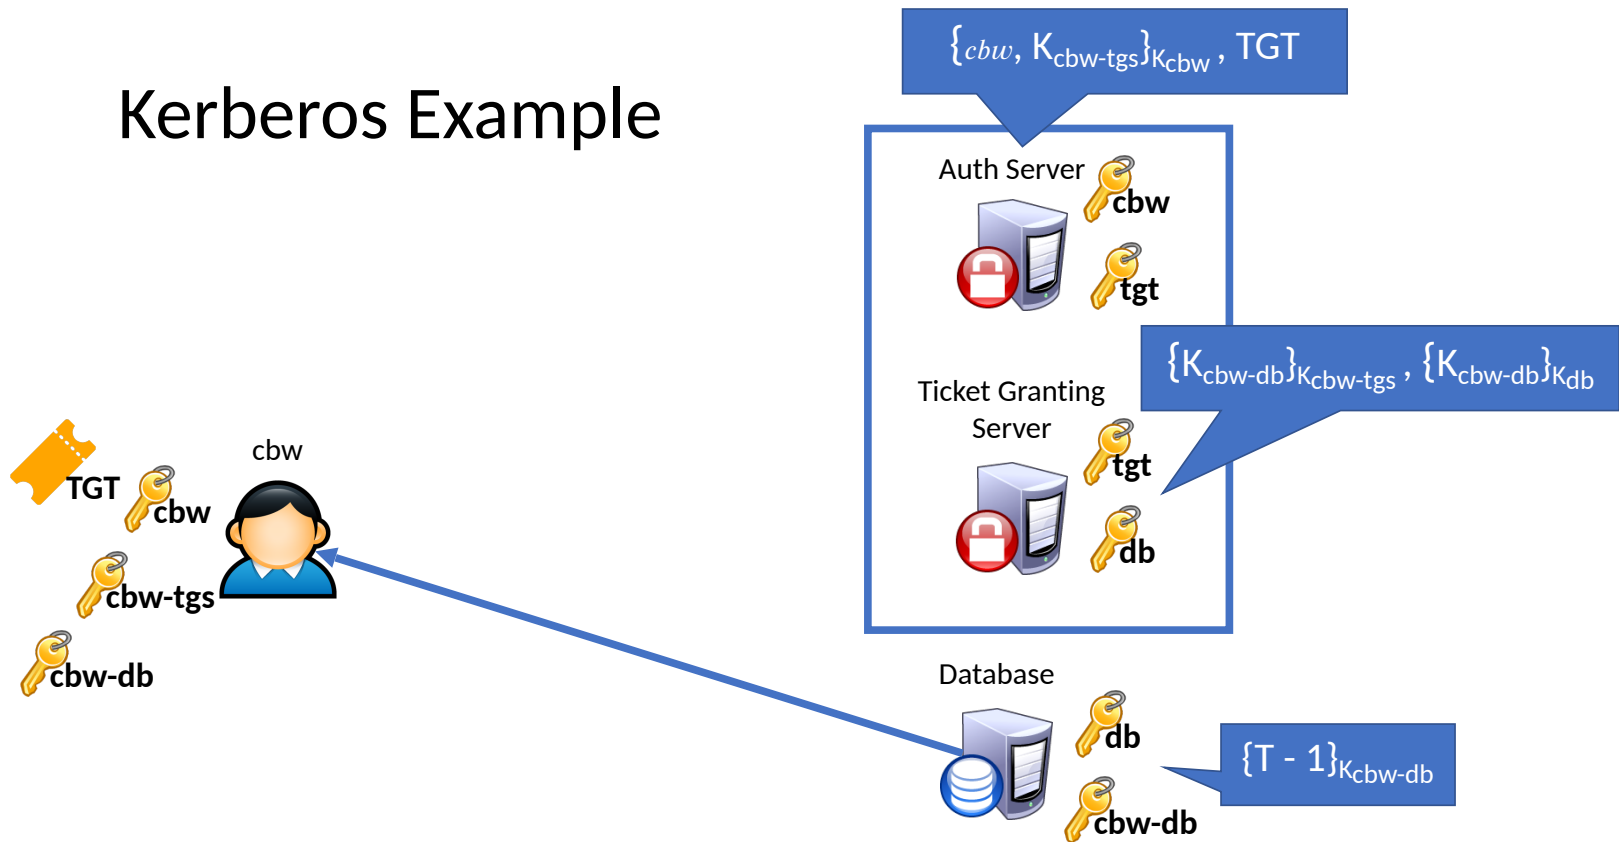 {cbw, Kcbw-tgs}Kcbw , TGT
Kerberos Example
Auth Server
cbw
tgt
{Kcbw-db}Kcbw-tgs , {Kcbw-db}Kdb
Ticket Granting
Server
tgt
db
cbw
TGT
cbw
cbw-tgs
cbw-db
Database
db
{T - 1}Kcbw-db
cbw-db